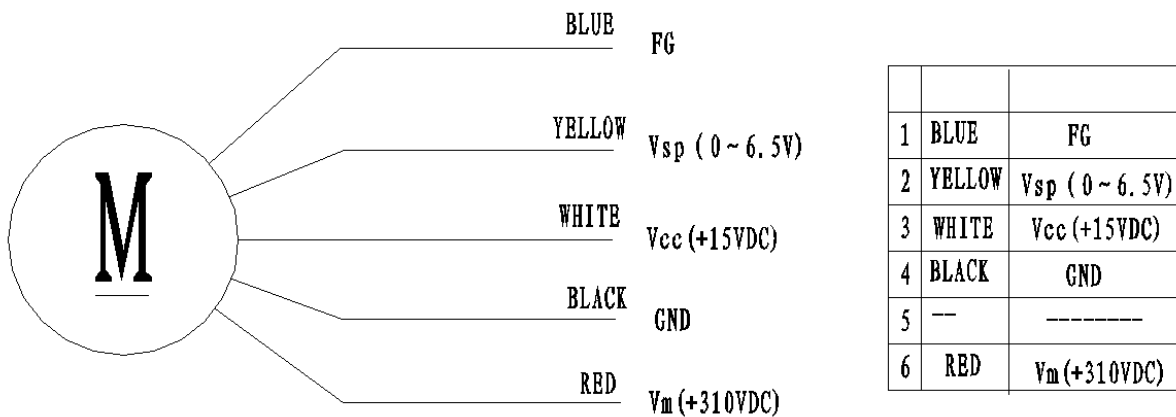 BLUE FG
YELLOW Vsp (0~6.5V)
WHITE Vcc(+15VDC)
BLACK GND
RED Vm(+310VDC)
M
1 BLUE FG
2 YELLOW Vsp (0~6.5V)
3 WHITE Vcc(+15VDC)
4 BLACK GND
5 -- --------
6 RED Vm(+310VDC)